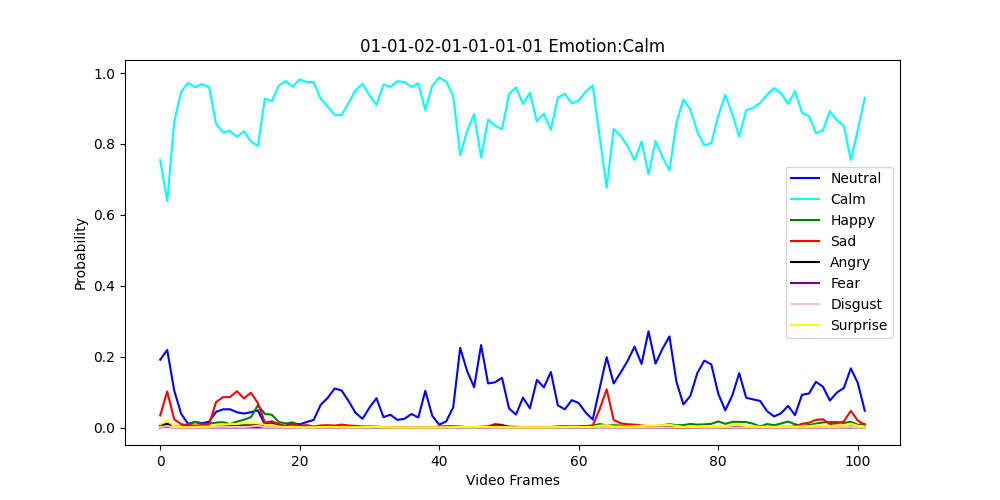 01-01-02-01-01-01-01 Emotion:Calm
1.0
0.8
0.6
0.4
0.2
0.0
Probability
0
20
40
60
80
100
Video Frames
Neutral
Calm
Happy
Sad
Angry
Fear
Disgust
Surprise